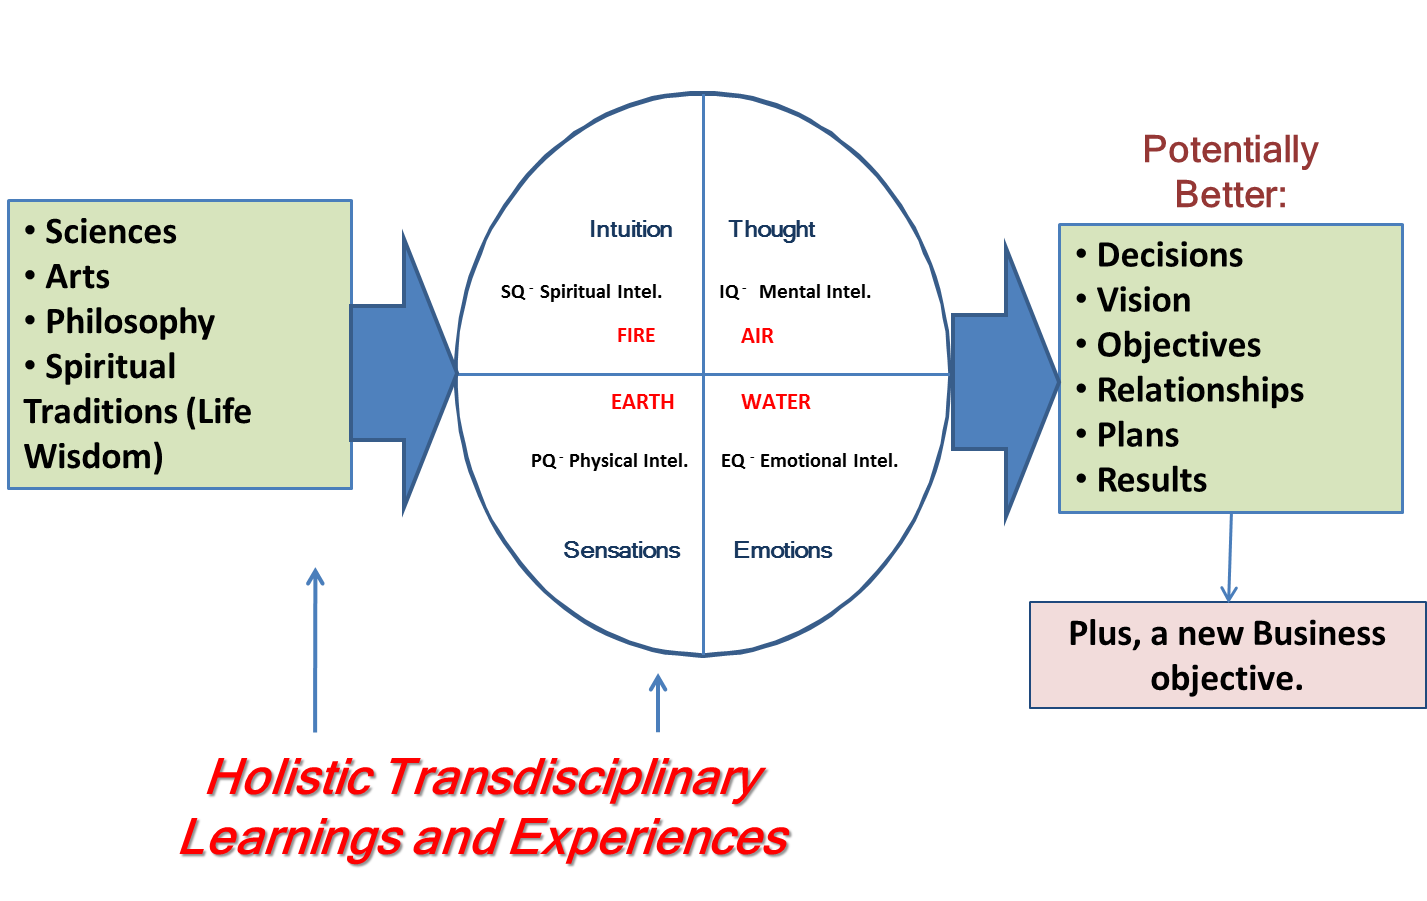 • Sciences
• Arts
• Philosophy
• Spiritual
Traditions (Life
Wisdom)
Intuition
Thought
SQ - Spiritual Intel.
IQ - Mental Intel.
FIRE
AIR
EARTH
WATER
PQ - Physical Intel.
EQ - Emotional Intel.
Sensations
Emotions
Potentially
Better:
• Decisions
• Vision
• Objectives
• Relationships
• Plans
• Results
Plus, a new Business
objective.
Holistic Transdisciplinary
Learnings and Experiences